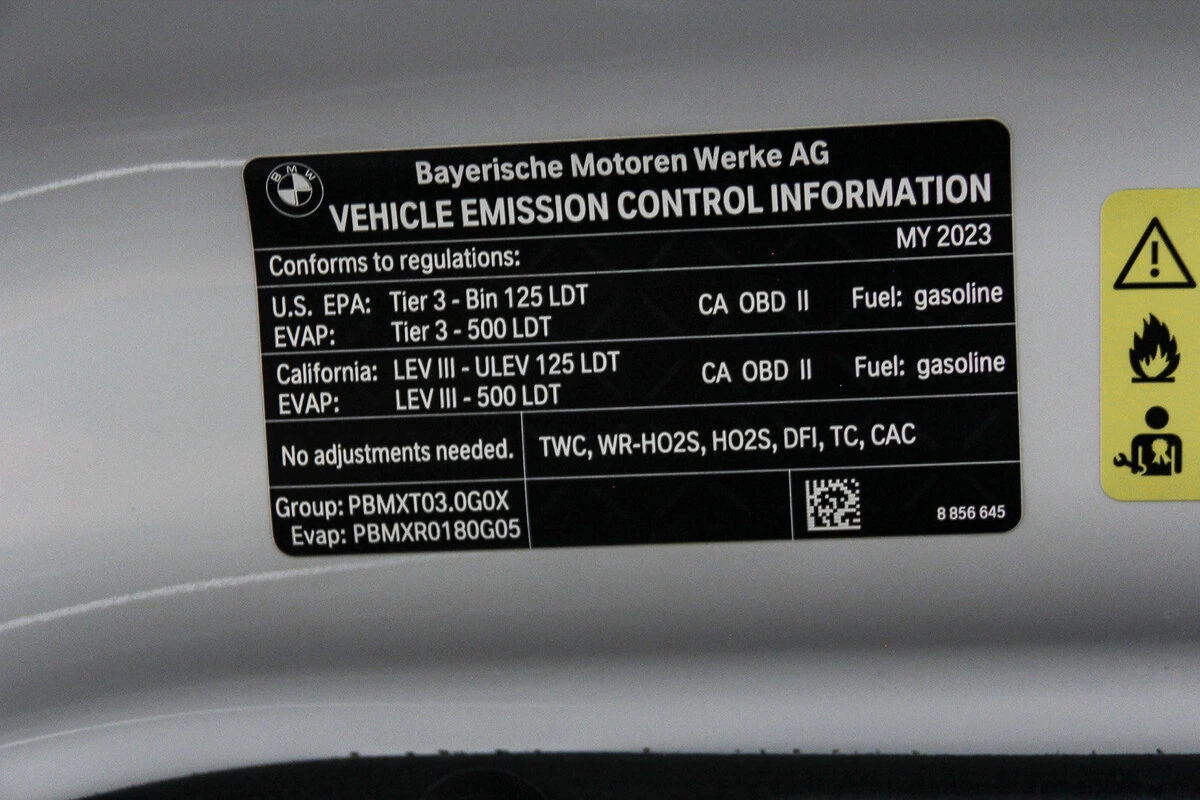 BMW
Bayerische Motoren Werke AG
VEHICLE EMISSION CONTROL INFORMATION
MY 2023
Conforms to regulations:
U.S. EPA: Tier 3 - Bin 125 LDT CA OBD II Fuel: gasoline
EVAP: Tier 3 - 500 LDT
California: LEV III - ULEV 125 LDT CA OBD II Fuel: gasoline
EVAP: LEV III - 500 LDT
No adjustments needed. TWC, WR-HO2S, HO2S, DFI, TC, CAC
Group: PBMXT03.0G0X
Evap: PBMXR0180G05
8 856 645